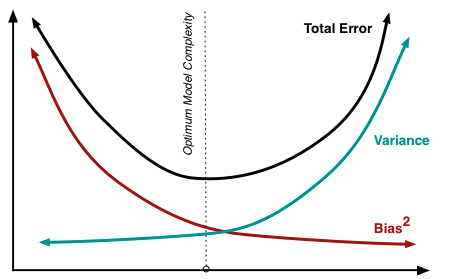 Total Error
Optimum Model Complexity
Variance
Bias²